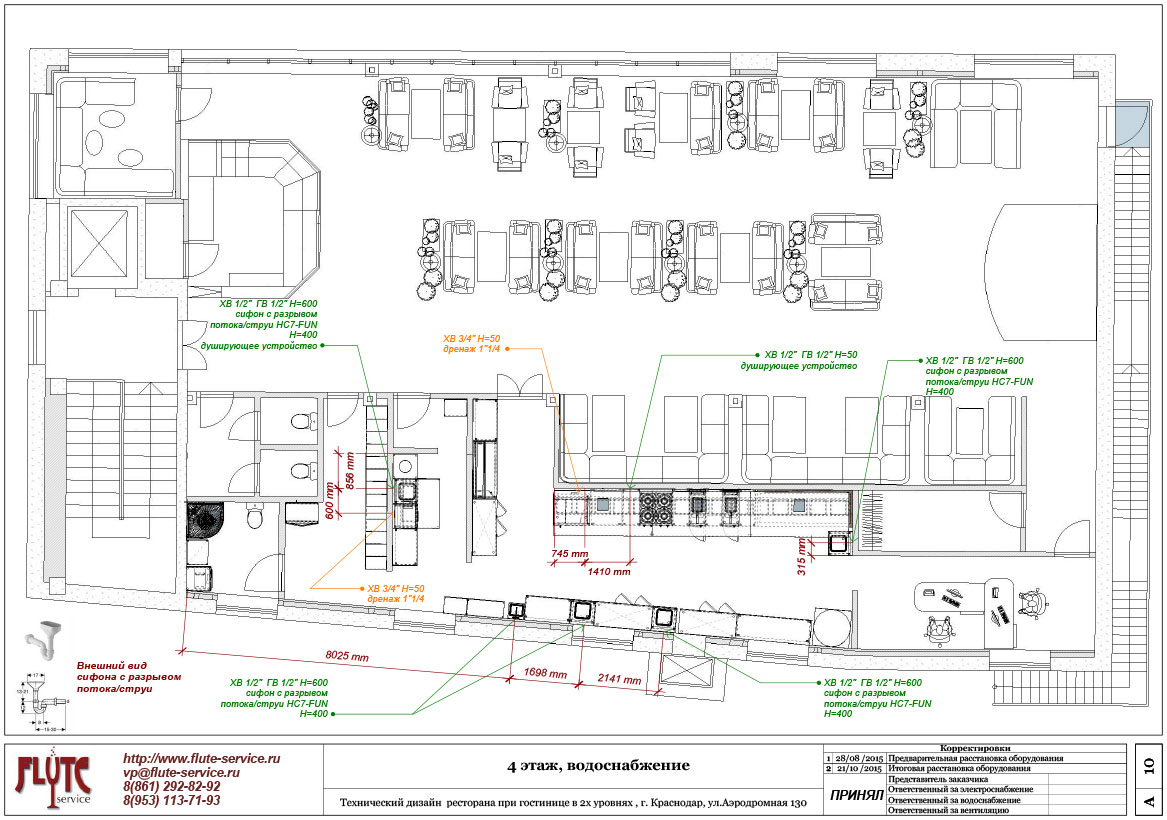 ХВ 1/2" ГВ 1/2" H=600
сифон с разрывом
потока/струи HC7-FUN
H=400
душирующее устройство
ХВ 3/4" H=50
дренаж 1"1/4
ХВ 1/2" ГВ 1/2" H=50
душирующее устройство
ХВ 1/2" ГВ 1/2" H=600
сифон с разрывом
потока/струи HC7-FUN
H=400
856 mm
600 mm
745 mm
1410 mm
315 mm
ХВ 3/4" H=50
дренаж 1"1/4
8025 mm
1698 mm
2141 mm
Внешний вид
сифона с разрывом
потока/струи
ХВ 1/2" ГВ 1/2" H=600
сифон с разрывом
потока/струи HC7-FUN
H=400
ХВ 1/2" ГВ 1/2" H=600
сифон с разрывом
потока/струи HC7-FUN
H=400
FLUTE
service
http://www.flute-service.ru
vp@flute-service.ru
8(861) 292-82-92
8(953) 113-71-93
4 этаж, водоснабжение
Технический дизайн ресторана при гостинице в 2х уровнях , г. Краснодар, ул.Аэродромная 130
Корректировки
1 28/08 /2015 Предварительная расстановка оборудования
2 21/10 /2015 Итоговая расстановка оборудования
ПРИНЯЛ
Представитель заказчика
Ответственный за электроснабжение
Ответственный за водоснабжение
Ответственный за вентиляцию
10
A